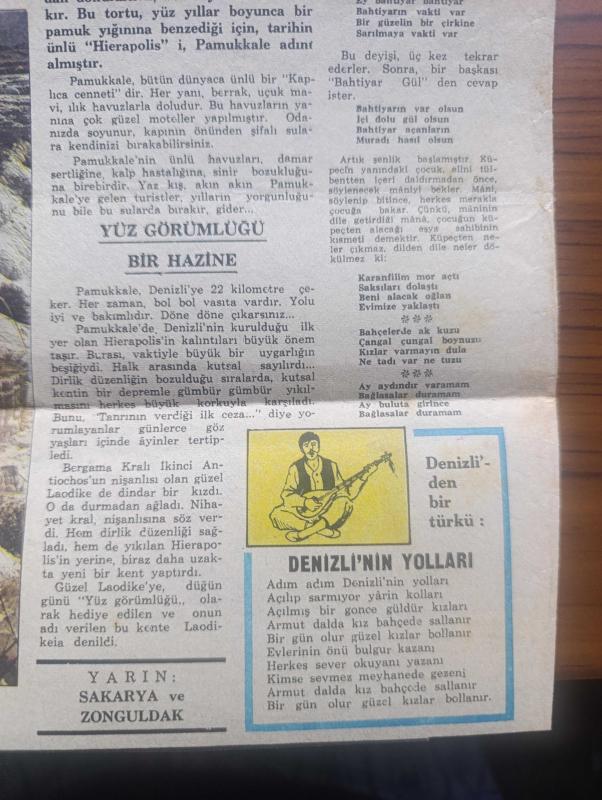 kır. Bu tortu, yüz yıllar boyunca bir
pamuk yığınına benzediği için, tarihin
ünlü "Hierapolis" i, Pamukkale adını
almıştır.
Pamukkale, bütün dünyaca ünlü bir "Kap-
lıca cenneti" dir. Her yanı, berrak, uçuk ma-
vi, ılık havuzlarla doludur. Bu havuzların ya-
nına çok güzel moteller yapılmıştır. Oda-
nızda soyunur, kapının önünden şifalı sula-
ra kendinizi bırakabilirsiniz.
Pamukkale'nin ünlü havuzları, damar
sertliğine, kalp hastalığına, sinir bozukluğu-
na birebirdir. Yaz kış, akın akın Pamuk-
kale'ye gelen turistler, yılların yorgunluğu-
nu bile bu sularda bırakır, gider...
YÜZ GÖRÜMLÜĞÜ
BİR HAZİNE
Pamukkale, Denizli'ye 22 kilometre çe-
ker. Her zaman, bol bol vasıta vardır. Yolu
iyi ve bakımlıdır. Döne döne çıkarsınız...
Pamukkale'de, Denizli'nin kurulduğu ilk
yer olan Hierapolis'in kalıntıları büyük önem
taşır. Burası, vaktiyle büyük bir uygarlığın
beşiğiydi. Halk arasında kutsal sayılırdı...
Dirlik düzenliğin bozulduğu sıralarda, kutsal
kentin bir depremle gümbür gümbür yıkıl-
masını herkes büyük korkuyla karşıladı.
Bunu, "Tanrının verdiği ilk ceza..." diye yo-
rumlayanlar günlerce göz
yaşları içinde âyinler tertip-
ledi.
Bergama Kralı İkinci An-
tiochos'un nişanlısı olan güzel
Laodike de dindar bir kızdı.
O da durmadan ağladı. Niha-
yet kral, nişanlısına söz ver-
di. Hem dirlik düzenliği sağ-
ladı, hem de yıkılan Hierapo-
lis'in yerine, biraz daha uzak-
ta yeni bir kent yaptırdı.
Güzel Laodike'ye, düğün
günü "Yüz görümlüğü,, ola-
rak hediye edilen ve onun
adı verilen bu kente Laodi-
keia denildi.
YARIN:
SAKARYA ve
ZONGULDAK
Bahtiyarın vakti var
Bir güzelin bir çirkine
Sarılmaya vakti var
Bu deyişi, üç kez tekrar
ederler. Sonra, bir başkası
"Bahtiyar Gül" den cevap
ister.
Bahtiyarın var olsun
İçi dolu gül olsun
Bahtiyar açanların
Muradı hasıl olsun
Artık şenlik başlamıştır. Kü-
peçin yanındaki çocuk, elini tül-
bentten içeri daldırmadan önce,
söylenecek mâniyi bekler. Mâni,
söylenip bitince, herkes merakla
çocuğa bakar. Çünkü, mâninin
dile getirdiği mânâ, çocuğun kü-
peçten alacağı eşya sahibinin
kısmeti demektir. Küpeçten ne-
ler çıkmaz, dilden dile neler dö-
külmez ki:
Karanfilim mor açtı
Saksıları dolaştı
Beni alacak oğlan
Evimize yaklaştı
* * *
Bahçelerde ak kuzu
Çangal çungal boynuzu
Kızlar varmayın dula
Ne tadı var ne tuzu
* * *
Ay aydındır varamam
Bağlasalar duramam
Ay buluta girince
Bağlasalar duramam
Denizli'-
den
bir
türkü :
DENİZLİ'NİN YOLLARI
Adım adım Denizli'nin yolları
Açılıp sarmıyor yârin kolları
Açılmış bir gonce güldür kızları
Armut dalda kız bahçede sallanır
Bir gün olur güzel kızlar bollanır
Evlerinin önü bulgur kazanı
Herkes sever okuyanı yazanı
Kimse sevmez meyhanede gezeni
Armut dalda kız bahçede sallanır
Bir gün olur güzel kızlar bollanır.